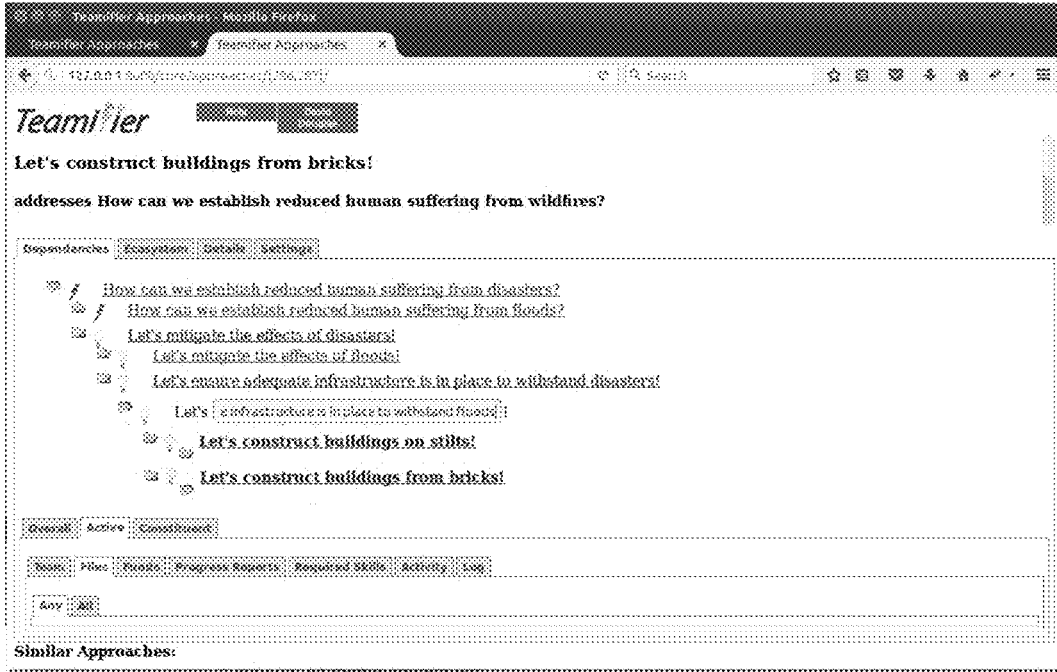 Teamifier Approaches - Mozilla Firefox
Teamifier Approaches × Teamifier Approaches ×
Search
Teamifier
Let's construct buildings from bricks!
addresses How can we establish reduced human suffering from wildfires?
Dependencies Ecosystem Details Settings
How can we establish reduced human suffering from disasters?
How can we establish reduced human suffering from floods?
Let's mitigate the effects of disasters!
Let's mitigate the effects of floods!
Let's ensure adequate infrastructure is in place to withstand disasters!
Let's e infrastructure is in place to withstand floods !
Let's construct buildings on stilts!
Let's construct buildings from bricks!
Overall Active Constituent
Team Files Funds Progress Reports Required Skills Activity Log
Any All
Similar Approaches: